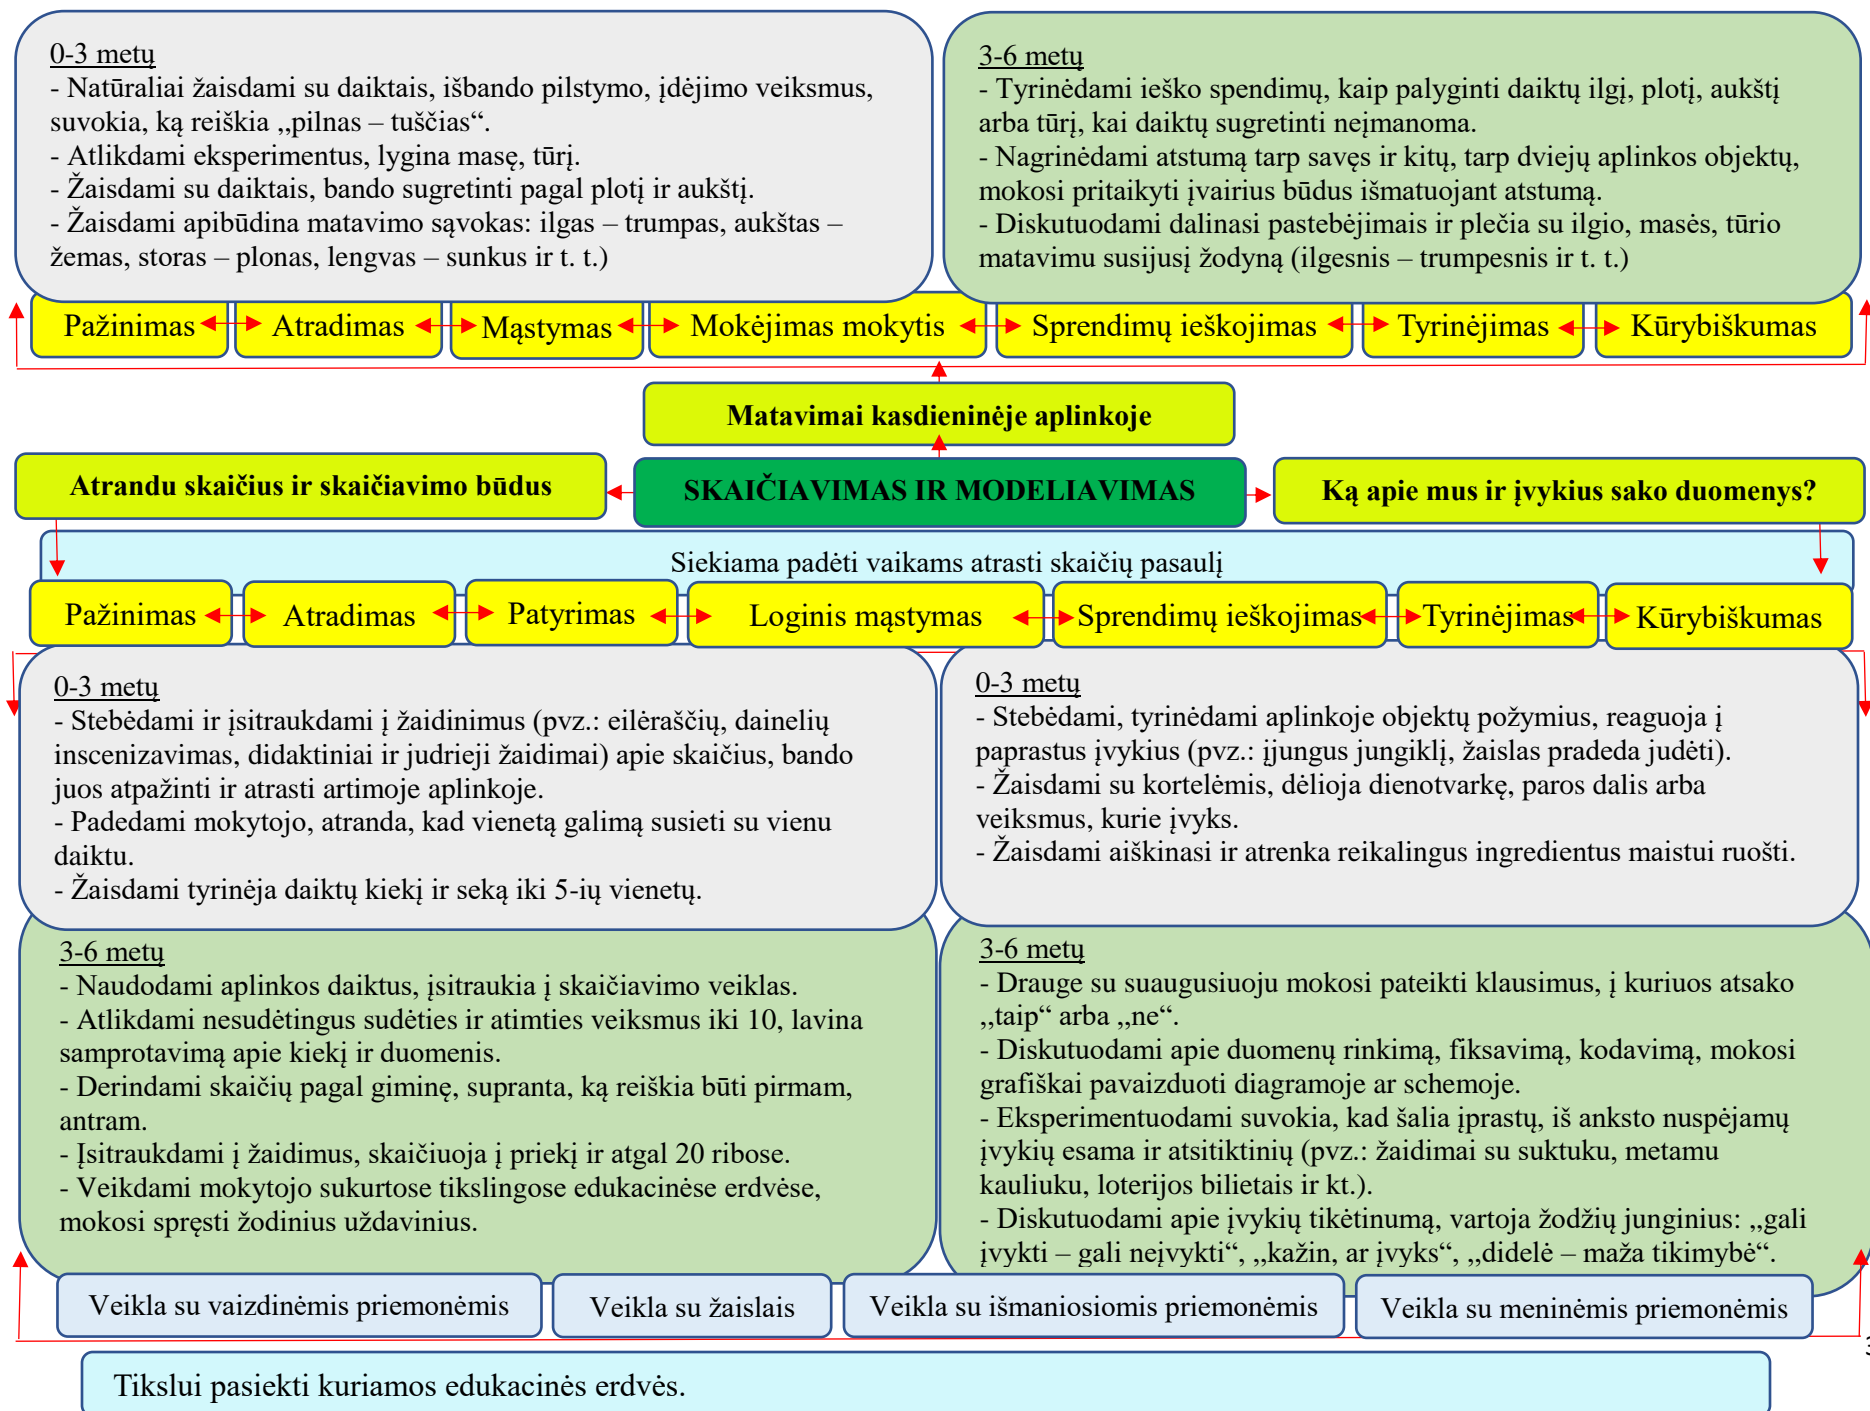 0-3 metų
- Natūraliai žaisdami su daiktais, išbando pilstymo, įdėjimo veiksmus,
suvokia, ką reiškia „pilnas – tuščias“.
- Atlikdami eksperimentus, lygina masę, tūrį.
- Žaisdami su daiktais, bando sugretinti pagal plotį ir aukštį.
- Žaisdami apibūdina matavimo sąvokas: ilgas – trumpas, aukštas –
žemas, storas – plonas, lengvas – sunkus ir t. t.)
3-6 metų
- Tyrinėdami ieško spendimų, kaip palyginti daiktų ilgį, plotį, aukštį
arba tūrį, kai daiktų sugretinti neįmanoma.
- Nagrinėdami atstumą tarp savęs ir kitų, tarp dviejų aplinkos objektų,
mokosi pritaikyti įvairius būdus išmatuojant atstumą.
- Diskutuodami dalinasi pastebėjimais ir plečia su ilgio, masės, tūrio
matavimu susijusį žodyną (ilgesnis – trumpesnis ir t. t.)
Pažinimas
Atradimas
Mąstymas
Mokėjimas mokytis
Sprendimų ieškojimas
Tyrinėjimas
Kūrybiškumas
Matavimai kasdieninėje aplinkoje
Atrandu skaičius ir skaičiavimo būdus
SKAIČIAVIMAS IR MODELIAVIMAS
Ką apie mus ir įvykius sako duomenys?
Siekiama padėti vaikams atrasti skaičių pasaulį
Pažinimas
Atradimas
Patyrimas
Loginis mąstymas
Sprendimų ieškojimas
Tyrinėjimas
Kūrybiškumas
0-3 metų
- Stebėdami ir įsitraukdami į žaidinimus (pvz.: eilėraščių, dainelių
inscenizavimas, didaktiniai ir judrieji žaidimai) apie skaičius, bando
juos atpažinti ir atrasti artimoje aplinkoje.
- Padedami mokytojo, atranda, kad vienetą galimą susieti su vienu
daiktu.
- Žaisdami tyrinėja daiktų kiekį ir seką iki 5-ių vienetų.
0-3 metų
- Stebėdami, tyrinėdami aplinkoje objektų požymius, reaguoja į
paprastus įvykius (pvz.: įjungus jungiklį, žaislas pradeda judėti).
- Žaisdami su kortelėmis, dėlioja dienotvarkę, paros dalis arba
veiksmus, kurie įvyks.
- Žaisdami aiškinasi ir atrenka reikalingus ingredientus maistui ruošti.
3-6 metų
- Naudodami aplinkos daiktus, įsitraukia į skaičiavimo veiklas.
- Atlikdami nesudėtingus sudėties ir atimties veiksmus iki 10, lavina
samprotavimą apie kiekį ir duomenis.
- Derindami skaičių pagal giminę, supranta, ką reiškia būti pirmam,
antram.
- Įsitraukdami į žaidimus, skaičiuoja į priekį ir atgal 20 ribose.
- Veikdami mokytojo sukurtose tikslingose edukacinėse erdvėse,
mokosi spręsti žodinius uždavinius.
3-6 metų
- Drauge su suaugusiuoju mokosi pateikti klausimus, į kuriuos atsako
„taip“ arba „ne“.
- Diskutuodami apie duomenų rinkimą, fiksavimą, kodavimą, mokosi
grafiškai pavaizduoti diagramoje ar schemoje.
- Eksperimentuodami suvokia, kad šalia įprastų, iš anksto nuspėjamų
įvykių esama ir atsitiktinių (pvz.: žaidimai su suktuku, metamu
kauliuku, loterijos bilietais ir kt.).
- Diskutuodami apie įvykių tikėtinumą, vartoja žodžių junginius: „gali
įvykti – gali neįvykti“, „kažin, ar įvyks“, „didelė – maža tikimybė“.
Veikla su vaizdinėmis priemonėmis
Veikla su žaislais
Veikla su išmaniosiomis priemonėmis
Veikla su meninėmis priemonėmis
Tikslui pasiekti kuriamos edukacinės erdvės.